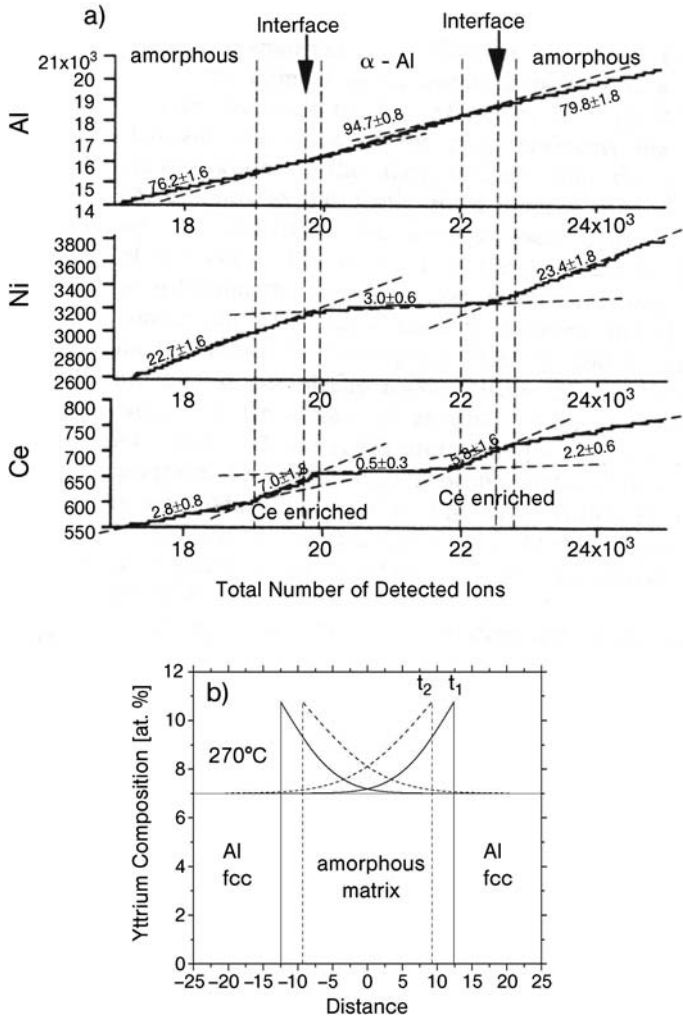 a)
Interface
Interface
amorphous
α - Al
amorphous
21x10³
20
19
18
17
16
15
14
Al
76.2±1.6
94.7±0.8
79.8±1.8
18 20 22 24x10³
3800
3600
3400
3200
3000
2800
2600
Ni
22.7±1.6
3.0±0.6
23.4±1.8
18 20 22 24x10³
800
750
700
650
600
550
Ce
2.8±0.8
7.0±1.8
0.5±0.3
5.8±1.6
2.2±0.6
Ce enriched
Ce enriched
18 20 22 24x10³
Total Number of Detected Ions
b)
t₂ t₁
270°C
Al
fcc
amorphous
matrix
Al
fcc
Yttrium Composition [at. %]
12
10
8
6
4
2
0
-25 -20 -15 -10 -5 0 5 10 15 20 25
Distance